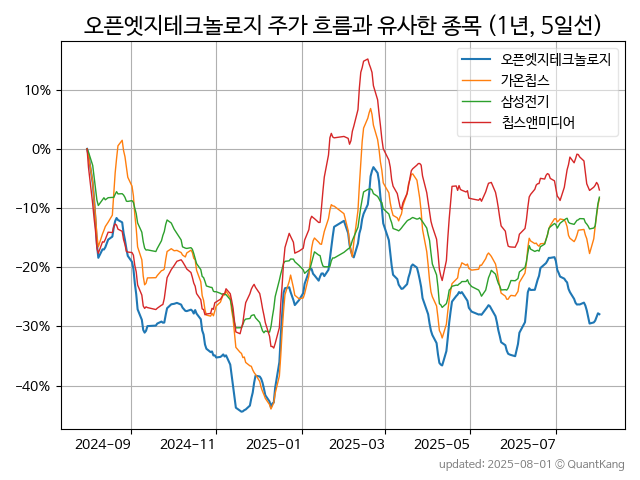 오픈엣지테크놀로지 주가 흐름과 유사한 종목 (1년, 5일선)
오픈엣지테크놀로지
가온칩스
삼성전기
칩스앤미디어
10%
0%
−10%
−20%
−30%
−40%
2024-09 2024-11 2025-01 2025-03 2025-05 2025-07
updated: 2025-08-01 © QuantKang